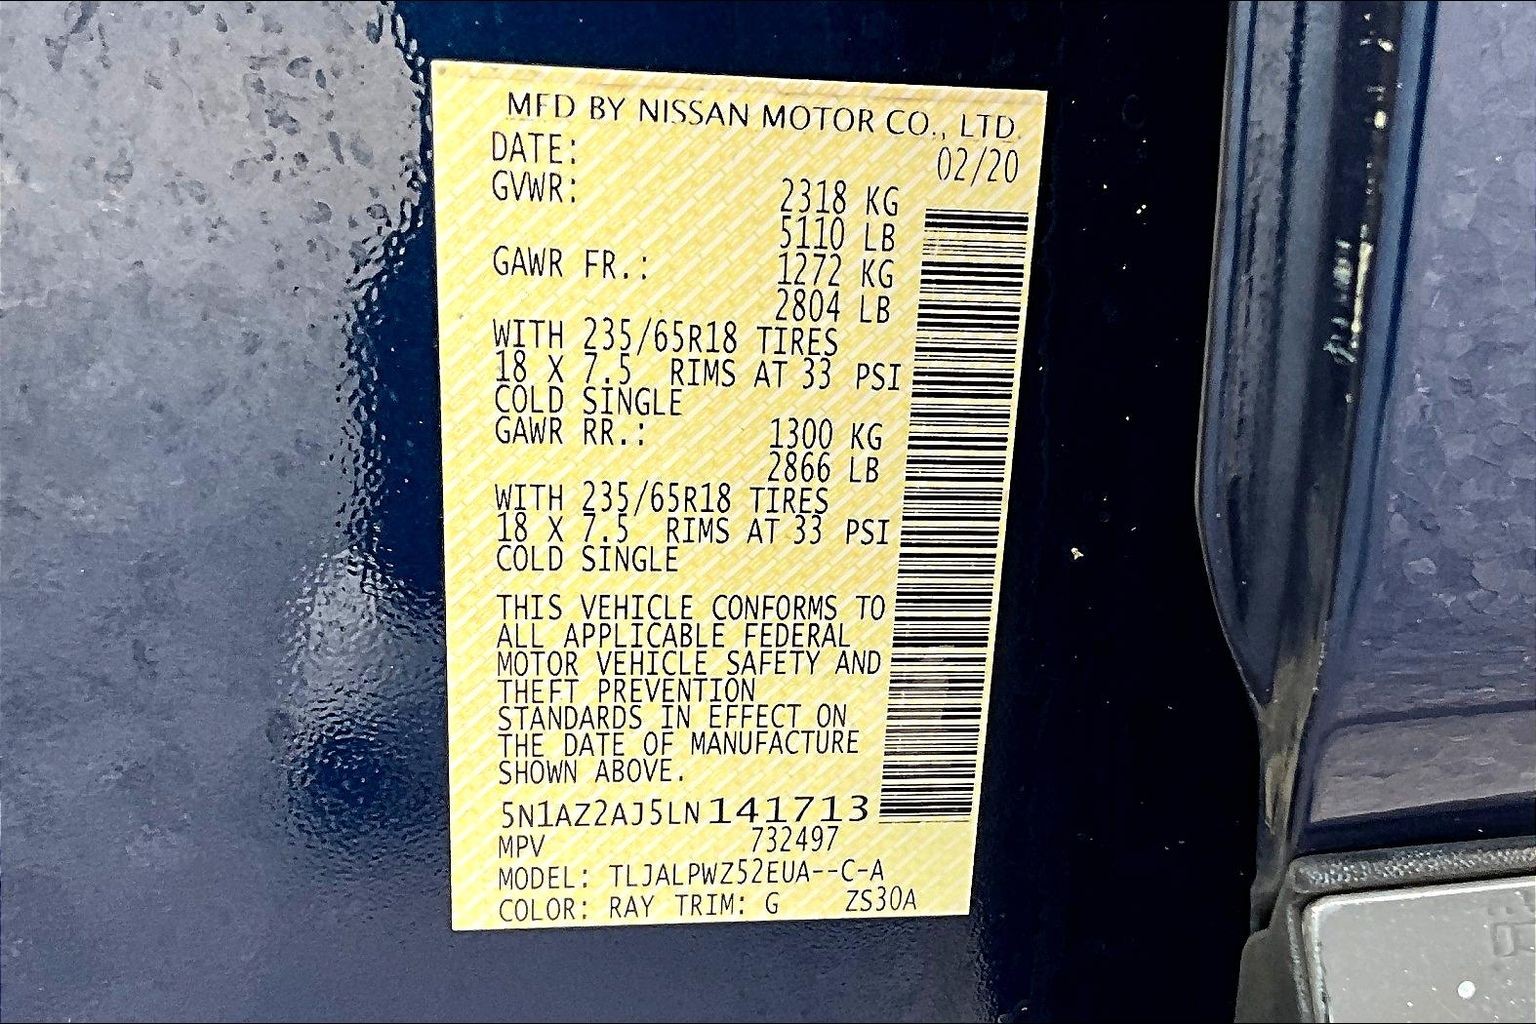 MFD BY NISSAN MOTOR CO., LTD.
DATE: 02/20
GVWR: 2318 KG
5110 LB
GAWR FR.: 1272 KG
2804 LB
WITH 235/65R18 TIRES
18 X 7.5 RIMS AT 33 PSI
COLD SINGLE
GAWR RR.: 1300 KG
2866 LB
WITH 235/65R18 TIRES
18 X 7.5 RIMS AT 33 PSI
COLD SINGLE
THIS VEHICLE CONFORMS TO
ALL APPLICABLE FEDERAL
MOTOR VEHICLE SAFETY AND
THEFT PREVENTION
STANDARDS IN EFFECT ON
THE DATE OF MANUFACTURE
SHOWN ABOVE.
5N1AZ2AJ5LN141713
MPV 732497
MODEL: TLJALPWZ52EUA--C-A
COLOR: RAY TRIM: G ZS30A